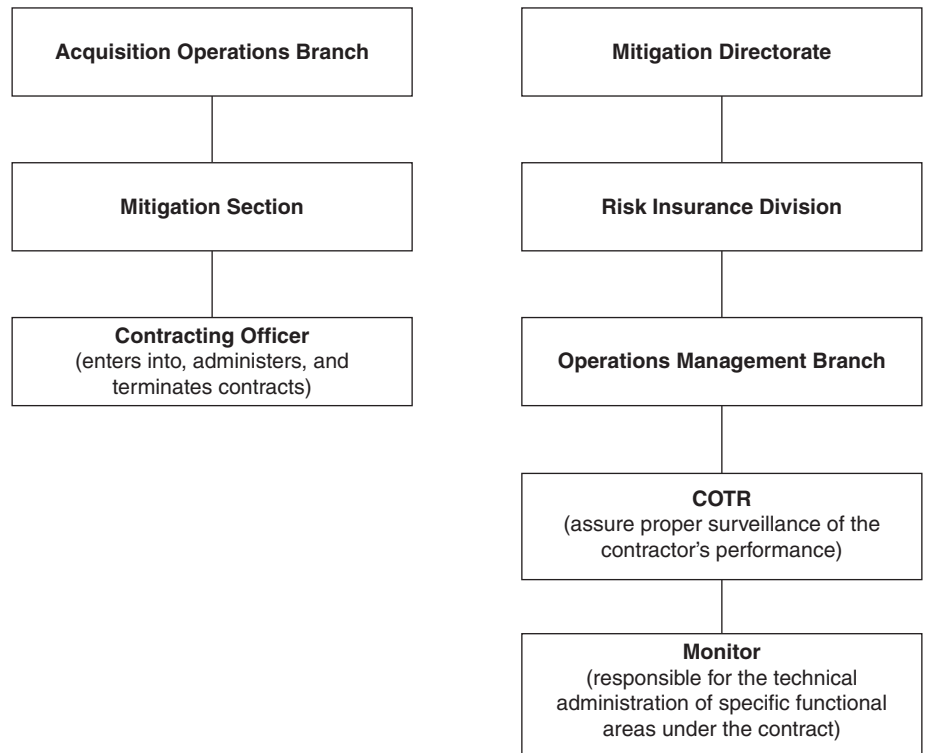 Acquisition Operations Branch
Mitigation Section
Contracting Officer
(enters into, administers, and
terminates contracts)
Mitigation Directorate
Risk Insurance Division
Operations Management Branch
COTR
(assure proper surveillance of the
contractor’s performance)
Monitor
(responsible for the technical
administration of specific functional
areas under the contract)